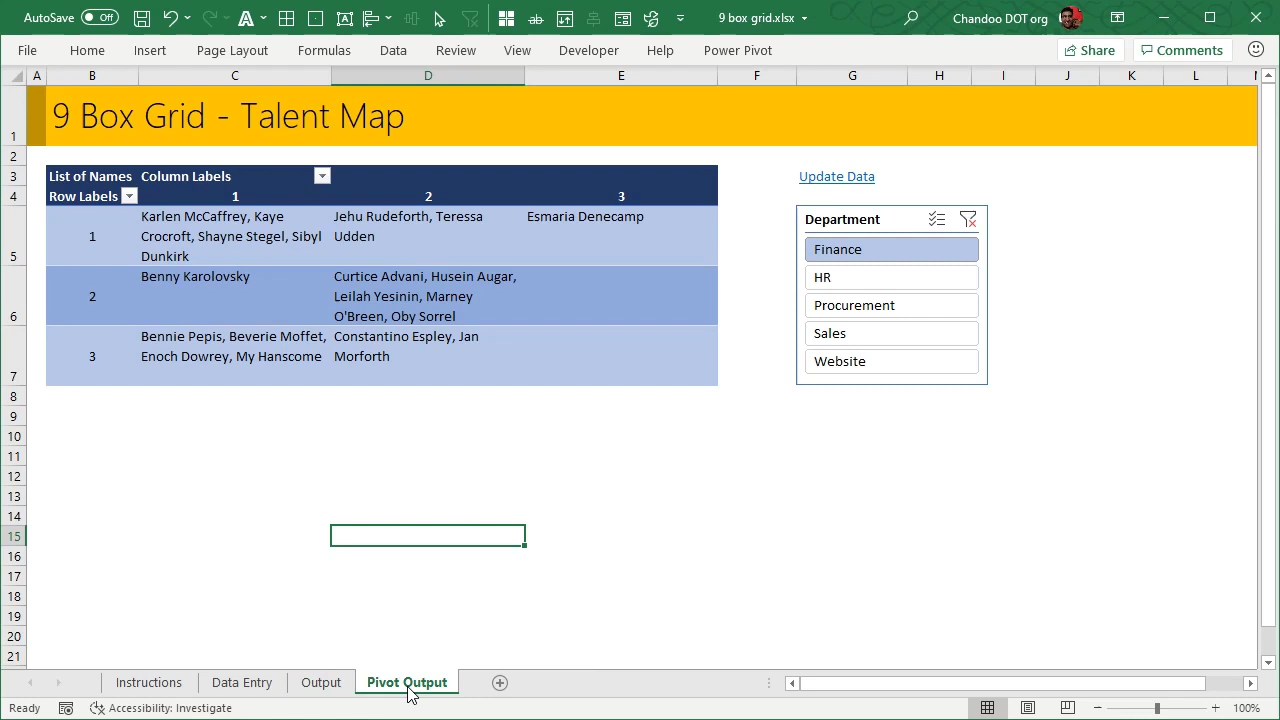 AutoSave Off 9 box grid.xlsx Chandoo DOT org
File Home Insert Page Layout Formulas Data Review View Developer Help Power Pivot Share Comments
A B C D E F G H I J K L
1 9 Box Grid - Talent Map
2
3 List of Names Column Labels Update Data
4 Row Labels 1 2 3
Karlen McCaffrey, Kaye Jehu Rudeforth, Teressa Esmaria Denecamp Department
1 Crocroft, Shayne Stegel, Sibyl Udden
5 Dunkirk Finance
Benny Karolovsky Curtice Advani, Husein Augar, HR
2 Leilah Yesinin, Marney
6 O'Breen, Oby Sorrel Procurement
Bennie Pepis, Beverie Moffet, Constantino Espley, Jan Sales
3 Enoch Dowrey, My Hanscome Morforth Website
7
8
9
10
11
12
13
14
15
16
17
18
19
20
21
Instructions Data Entry Output Pivot Output
Ready Accessibility: Investigate 100%